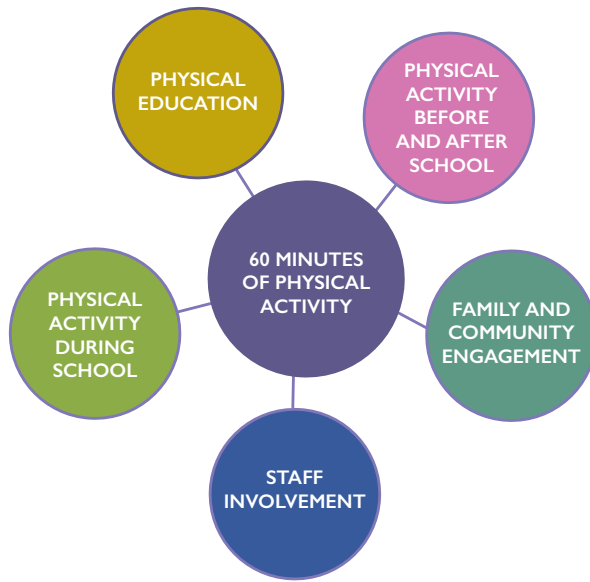 PHYSICAL
EDUCATION
PHYSICAL
ACTIVITY
BEFORE
AND AFTER
SCHOOL
60 MINUTES
OF PHYSICAL
ACTIVITY
PHYSICAL
ACTIVITY
DURING
SCHOOL
FAMILY AND
COMMUNITY
ENGAGEMENT
STAFF
INVOLVEMENT